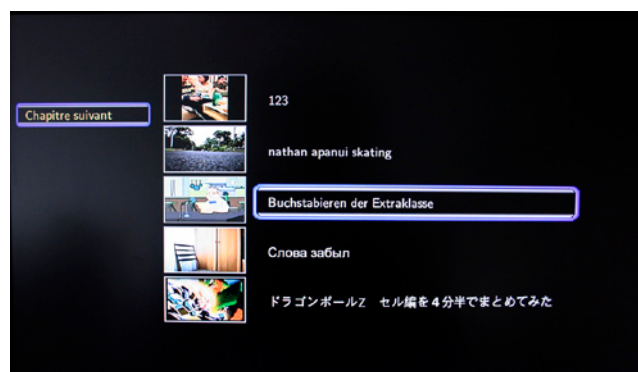 Chapitre suivant
123
nathan apanui skating
Buchstabieren der Extraklasse
Слова забыл
ドラゴンボールZ　セル編を4分半でまとめてみた